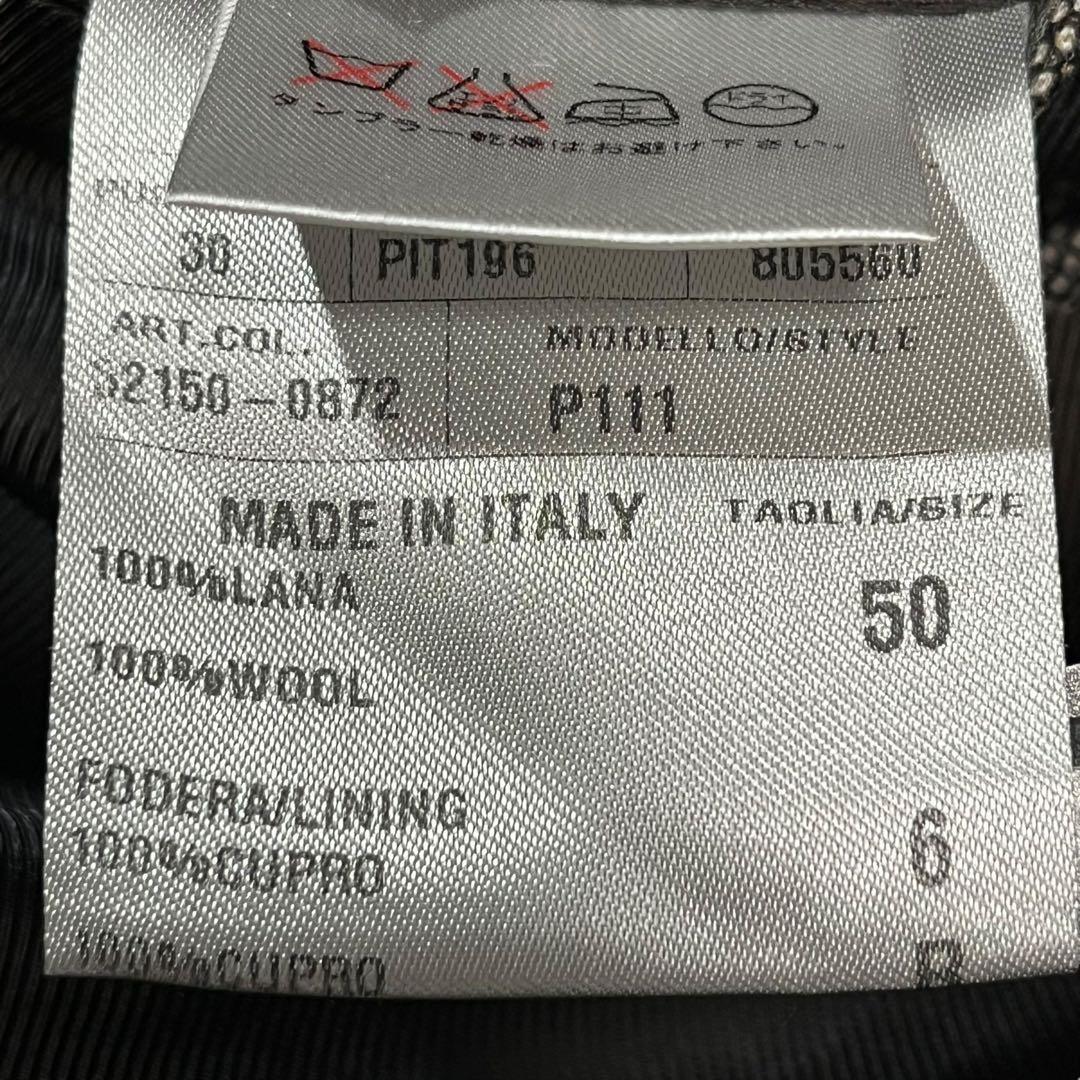 タンブラー乾燥はお避け下さい。
30 PIT196 805560
ART.COL. MODELLO/STYLE
2150-0872 P111
MADE IN ITALY TAGLIA/SIZE
100%LANA 50
100%WOOL
FODERA/LINING 6
100%CUPRO
100%CUPRO R